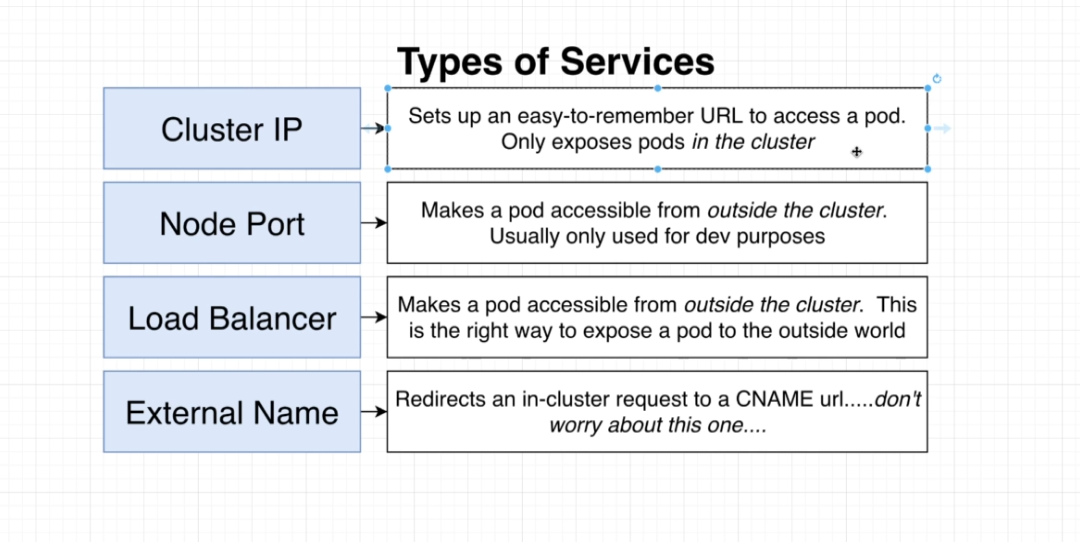 Types of Services
Cluster IP
Sets up an easy-to-remember URL to access a pod.
Only exposes pods in the cluster
Node Port
Makes a pod accessible from outside the cluster.
Usually only used for dev purposes
Load Balancer
Makes a pod accessible from outside the cluster.  This
is the right way to expose a pod to the outside world
External Name
Redirects an in-cluster request to a CNAME url.....don't
worry about this one....